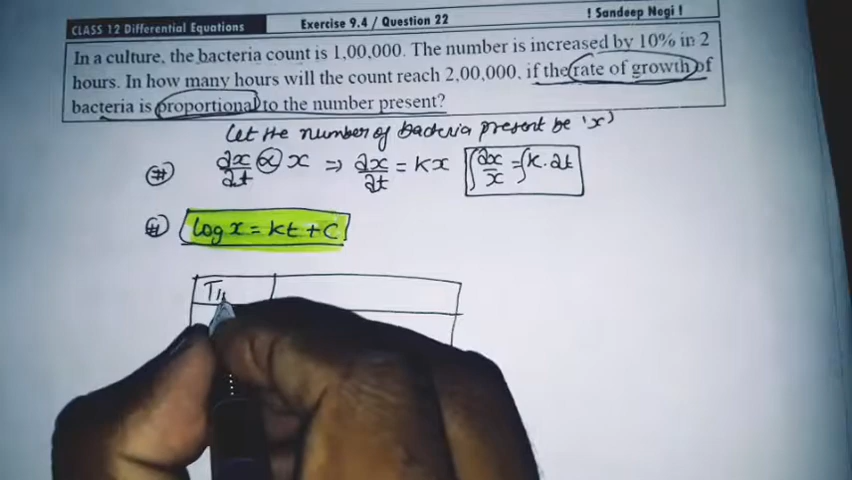 CLASS 12 Differential Equations Exercise 9.4 / Question 22 ! Sandeep Negi !
In a culture, the bacteria count is 1,00,000. The number is increased by 10% in 2
hours. In how many hours will the count reach 2,00,000, if the rate of growth of
bacteria is proportional to the number present?
Let the number of bacteria present be 'x'
(#) dx/dt ∝ x ⇒ dx/dt = kx ∫dx/x = ∫k.dt
(#) log x = kt + C